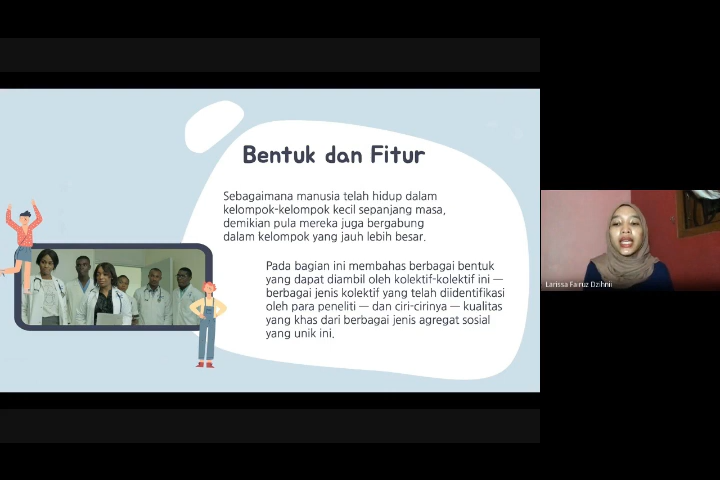 Bentuk dan Fitur
Sebagaimana manusia telah hidup dalam
kelompok-kelompok kecil sepanjang masa,
demikian pula mereka juga bergabung
dalam kelompok yang jauh lebih besar.
Pada bagian ini membahas berbagai bentuk
yang dapat diambil oleh kolektif-kolektif ini —
berbagai jenis kolektif yang telah diidentifikasi
oleh para peneliti — dan ciri-cirinya — kualitas
yang khas dari berbagai jenis agregat sosial
yang unik ini.
Larissa Fairuz Dzihnii